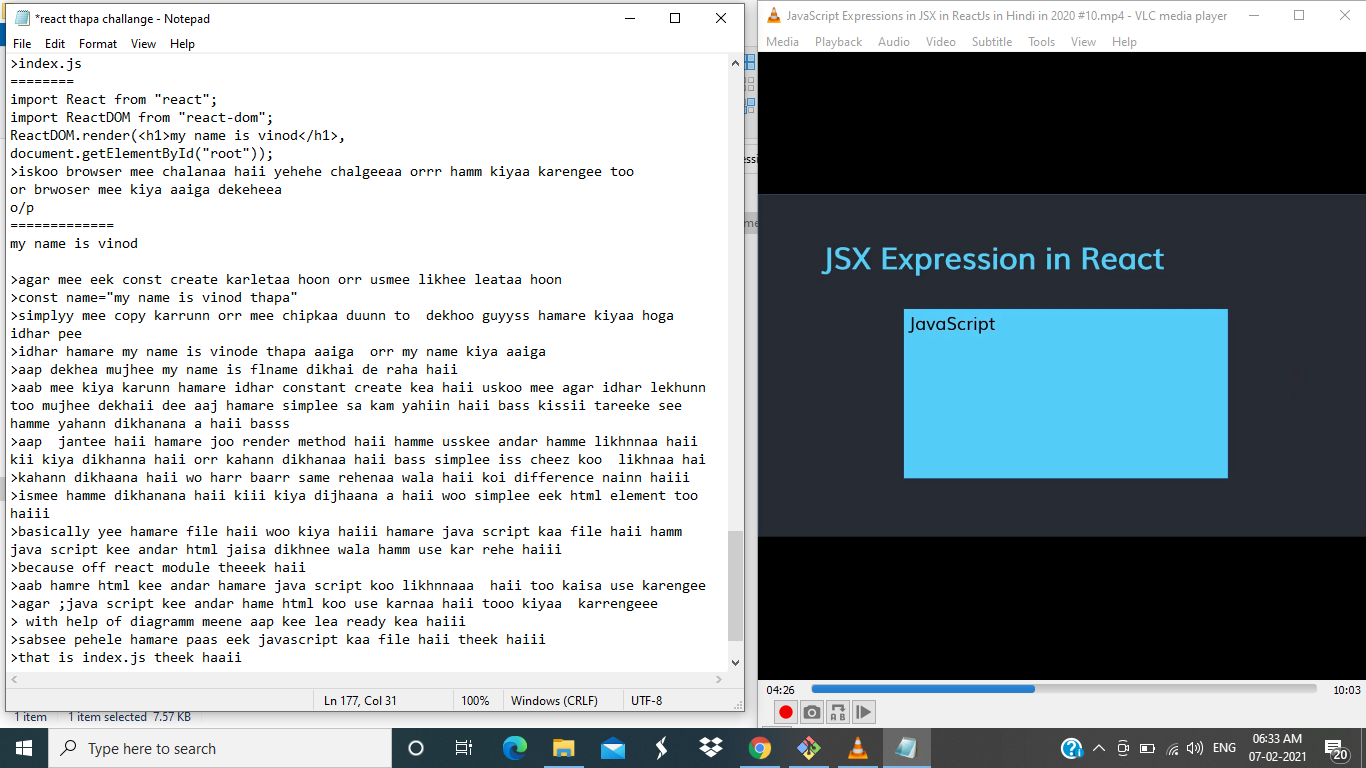 *react thapa challange - Notepad
File Edit Format View Help
>index.js
========
import React from "react";
import ReactDOM from "react-dom";
ReactDOM.render(<h1>my name is vinod</h1>,
document.getElementById("root"));
>iskoo browser mee chalanaa haii yehehe chalgeeaa orrr hamm kiyaa karengee too
or brwoser mee kiya aaiga dekeheea
o/p
=============
my name is vinod
>agar mee eek const create karletaa hoon orr usmee likhee leataa hoon
>const name="my name is vinod thapa"
>simplyy mee copy karrunn orr mee chipkaa duunn to  dekhoo guyyss hamare kiyaa hoga
idhar pee
>idhar hamare my name is vinode thapa aaiga  orr my name kiya aaiga
>aap dekhea mujhee my name is flname dikhai de raha haii
>aab mee kiya karunn hamare idhar constant create kea haii uskoo mee agar idhar lekhunn
too mujhee dekhaii dee aaj hamare simplee sa kam yahiin haii bass kissii tareeke see
hamme yahann dikhanana a haii basss
>aap  jantee haii hamare joo render method haii hamme usskee andar hamme likhnnaa haii
kii kiya dikhanna haii orr kahann dikhanaa haii bass simplee iss cheez koo  likhnaa hai
>kahann dikhaana haii wo harr baarr same rehenaa wala haii koi difference nainn haiii
>ismee hamme dikhanana haii kiii kiya dijhaana a haii woo simplee eek html element too
haiii
>basically yee hamare file haii woo kiya haiii hamare java script kaa file haii hamm
java script kee andar html jaisa dikhnee wala hamm use kar rehe haiii
>because off react module theeek haii
>aab hamre html kee andar hamare java script koo likhnnaaa  haii too kaisa use karengee
>agar ;java script kee andar hame html koo use karnaa haii tooo kiyaa  karrengeee
> with help of diagramm meene aap kee lea ready kea haiii
>sabsee pehele hamare paas eek javascript kaa file haii theek haiii
>that is index.js theek haaii
Ln 177, Col 31 100% Windows (CRLF) UTF-8
1 item 1 item selected 7.57 KB
JavaScript Expressions in JSX in ReactJs in Hindi in 2020 #10.mp4 - VLC media player
Media Playback Audio Video Subtitle Tools View Help
JSX Expression in React
JavaScript
04:26 10:03
Type here to search
ENG
06:33 AM
07-02-2021
20